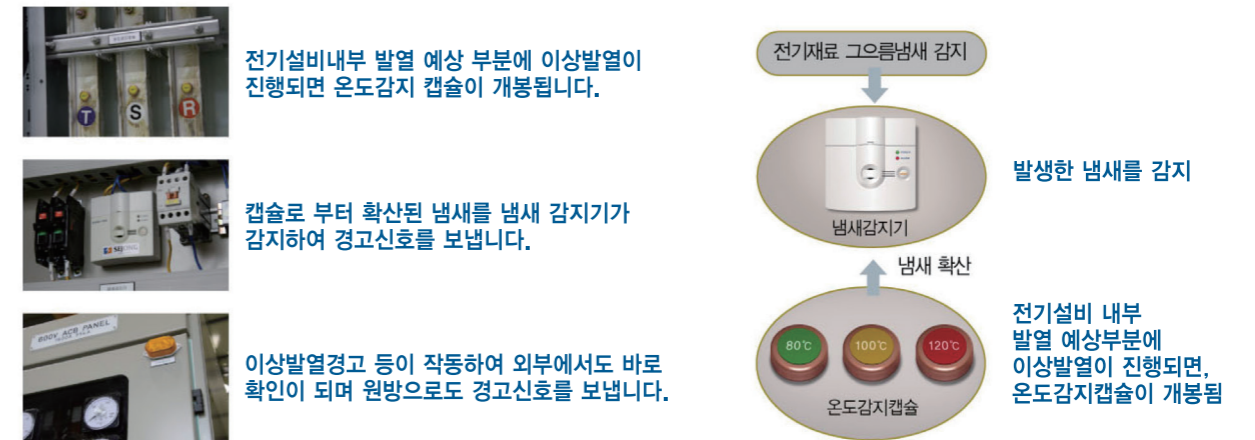 T
S
R
전기설비내부 발열 예상 부분에 이상발열이
진행되면 온도감지 캡슐이 개봉됩니다.
캡슐로 부터 확산된 냄새를 냄새 감지기가
감지하여 경고신호를 보냅니다.
600V ACB PANEL
이상발열경고 등이 작동하여 외부에서도 바로
확인이 되며 원방으로도 경고신호를 보냅니다.
전기재료 그으름냄새 감지
냄새감지기
발생한 냄새를 감지
냄새 확산
80℃
100℃
120℃
온도감지캡슐
전기설비 내부
발열 예상부분에
이상발열이 진행되면,
온도감지캡슐이 개봉됨